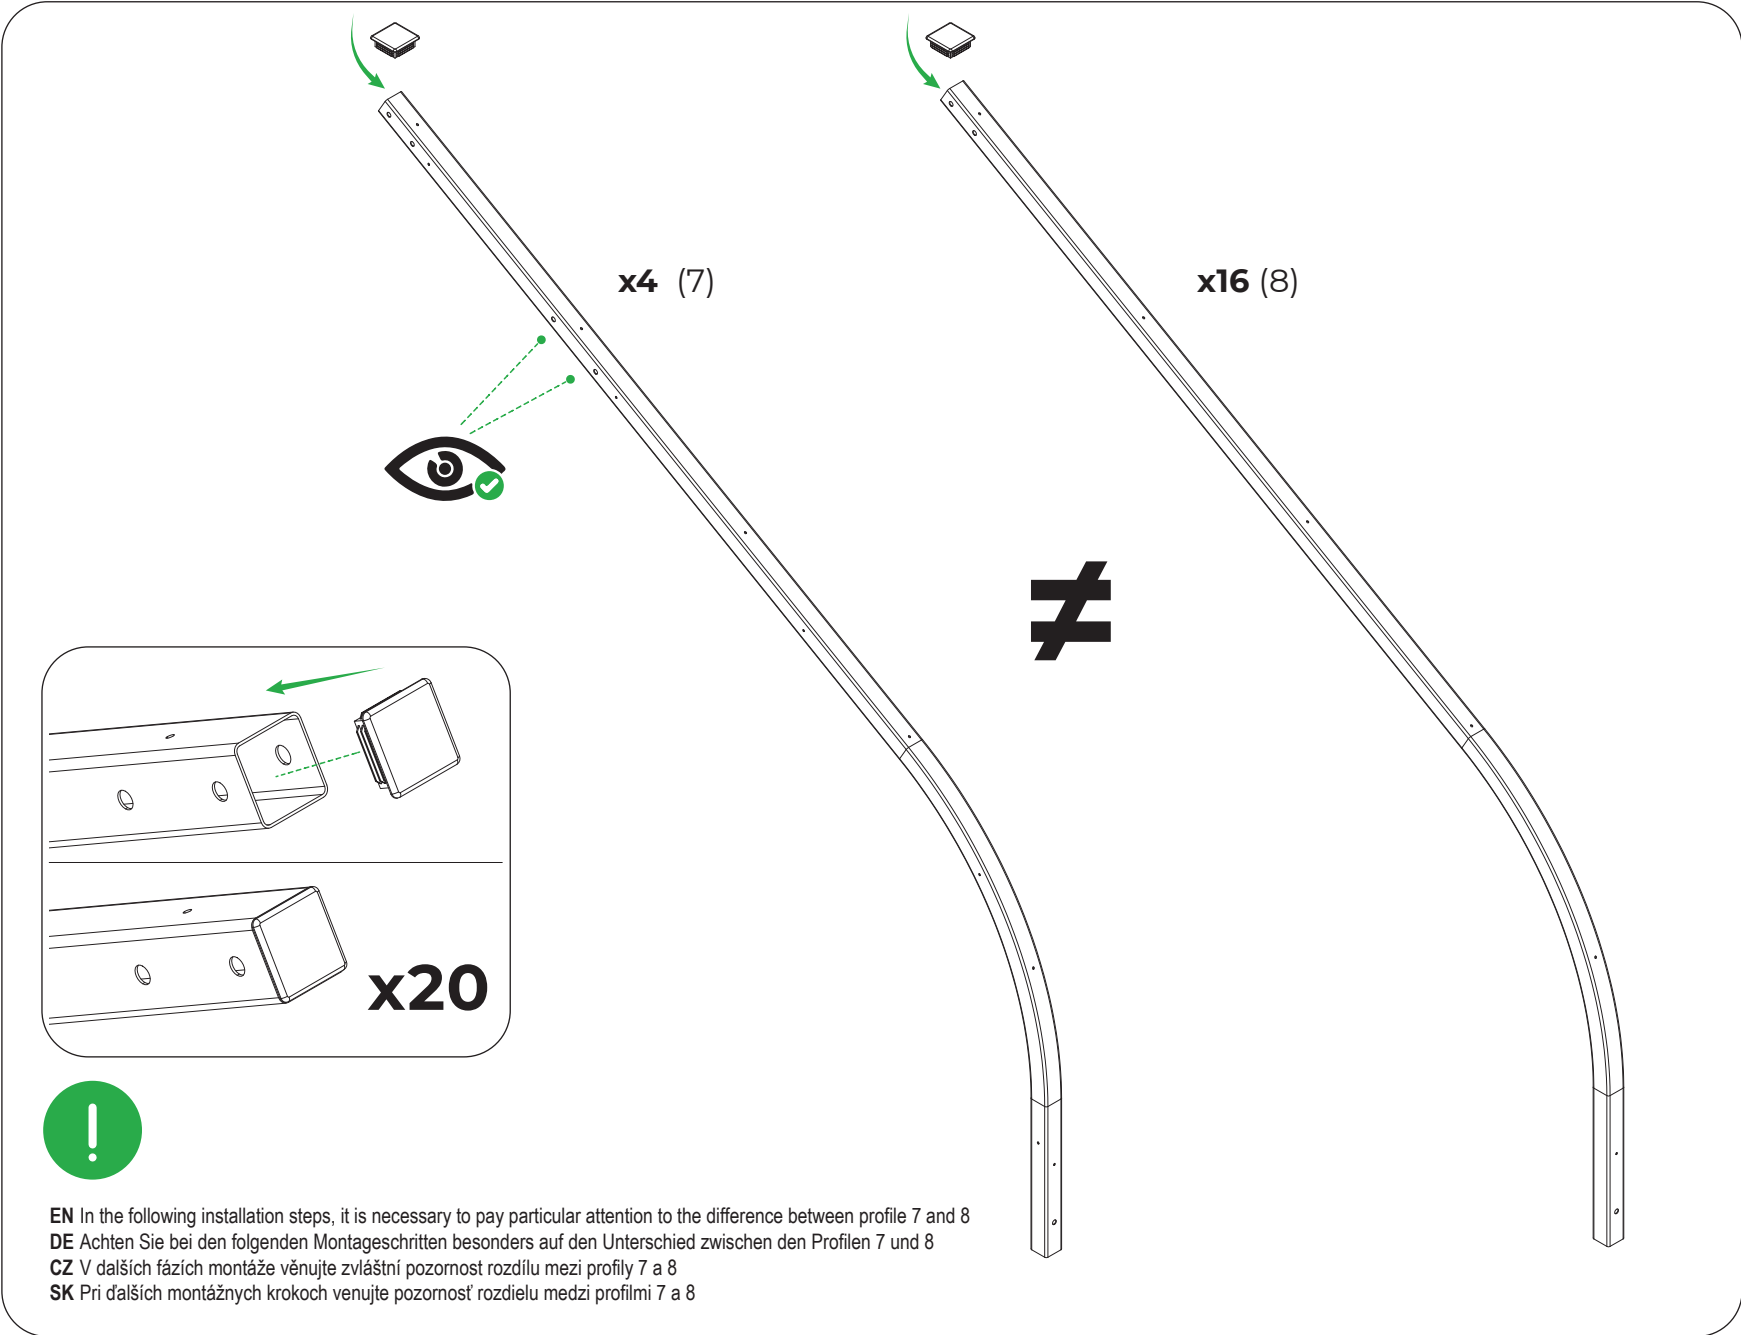 x4 (7)
x16 (8)
x20
EN In the following installation steps, it is necessary to pay particular attention to the difference between profile 7 and 8
DE Achten Sie bei den folgenden Montageschritten besonders auf den Unterschied zwischen den Profilen 7 und 8
CZ V dalších fázích montáže věnujte zvláštní pozornost rozdílu mezi profily 7 a 8
SK Pri ďalších montážnych krokoch venujte pozornosť rozdielu medzi profilmi 7 a 8